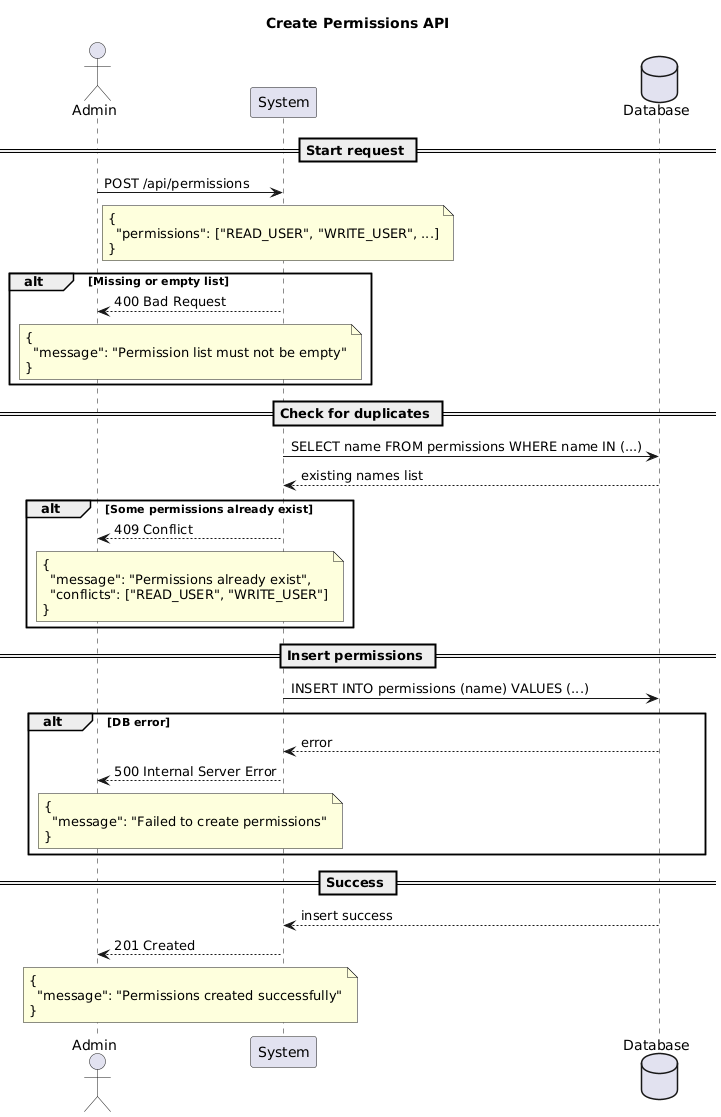 Create Permissions API
Admin
System
Database
Start request
POST /api/permissions
{
"permissions": ["READ_USER", "WRITE_USER", ...]
}
alt [Missing or empty list]
400 Bad Request
{
"message": "Permission list must not be empty"
}
Check for duplicates
SELECT name FROM permissions WHERE name IN (...)
existing names list
alt [Some permissions already exist]
409 Conflict
{
"message": "Permissions already exist",
"conflicts": ["READ_USER", "WRITE_USER"]
}
Insert permissions
INSERT INTO permissions (name) VALUES (...)
alt [DB error]
error
500 Internal Server Error
{
"message": "Failed to create permissions"
}
Success
insert success
201 Created
{
"message": "Permissions created successfully"
}
Admin
System
Database